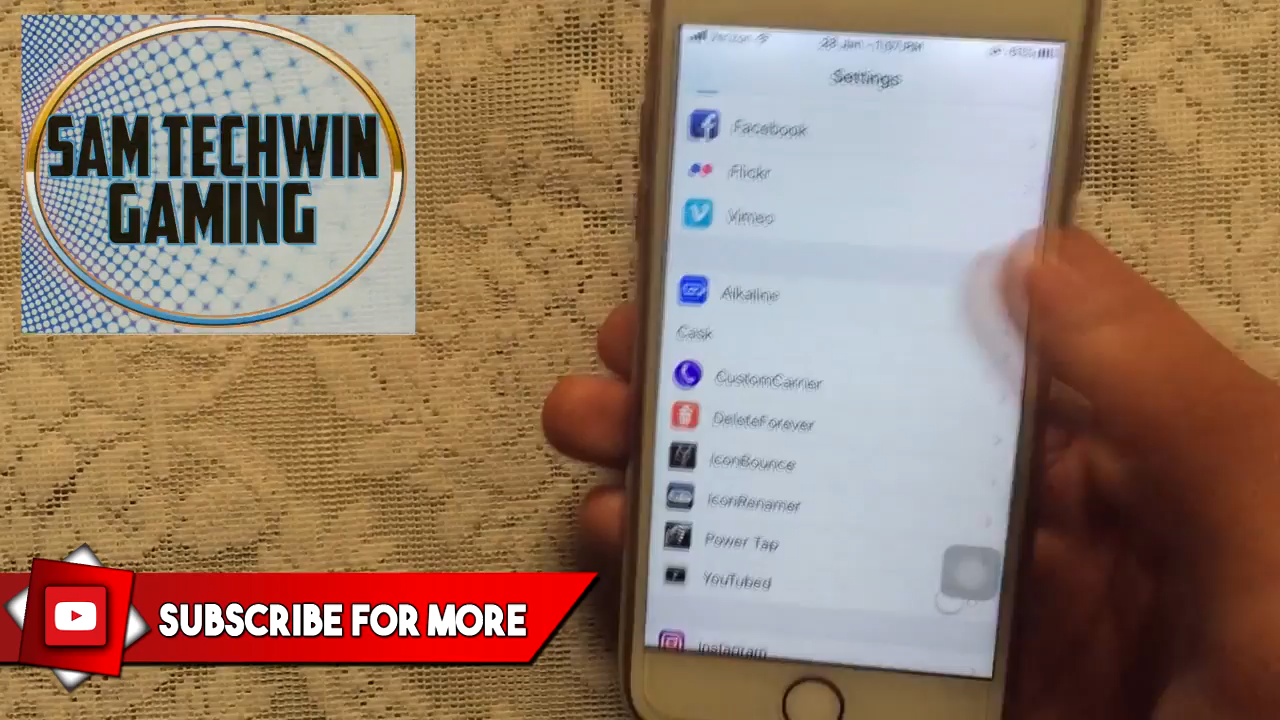 SAM TECHWIN
GAMING
SUBSCRIBE FOR MORE
Settings
Facebook
Flickr
Vimeo
Alkaline
Cask
CustomCarrier
DeleteForever
IconBounce
IconRenamer
Power Tap
YouTubed
Instagram